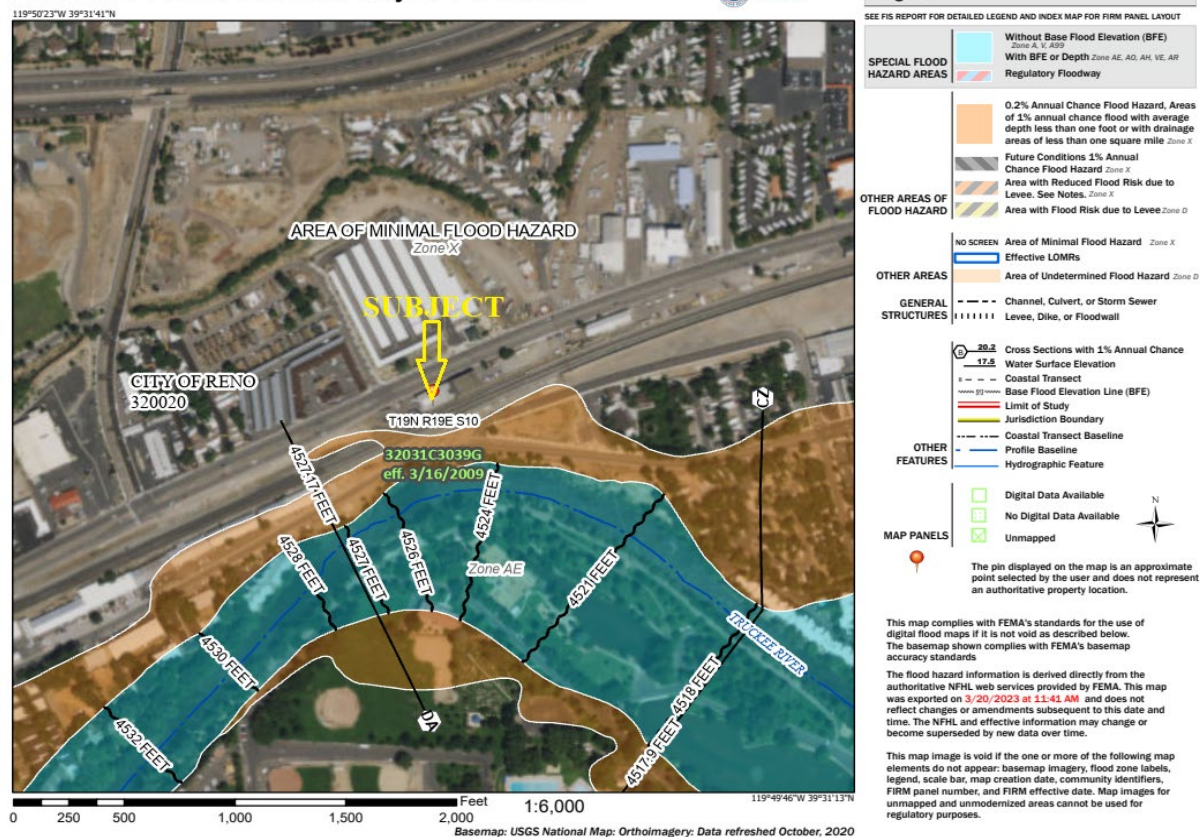 119°50'23"W 39°31'41"N
AREA OF MINIMAL FLOOD HAZARD
Zone X
SUBJECT
CITY OF RENO
320020
T19N R19E S10
32031C3039G
eff. 3/16/2009
CZ
4527.17 FEET
4524 FEET
4528 FEET
4527 FEET
4526 FEET
Zone AE
4521 FEET
TRUCKEE RIVER
4530 FEET
4518 FEET
DA
4532 FEET
4517.9 FEET
119°49'46"W 39°31'13"N
0 250 500 1,000 1,500 2,000 Feet 1:6,000
Basemap: USGS National Map: Orthoimagery: Data refreshed October, 2020
SEE FIS REPORT FOR DETAILED LEGEND AND INDEX MAP FOR FIRM PANEL LAYOUT
SPECIAL FLOOD
HAZARD AREAS
Without Base Flood Elevation (BFE)
Zone A, V, A99
With BFE or Depth Zone AE, AO, AH, VE, AR
Regulatory Floodway
OTHER AREAS OF
FLOOD HAZARD
0.2% Annual Chance Flood Hazard, Areas
of 1% annual chance flood with average
depth less than one foot or with drainage
areas of less than one square mile Zone X
Future Conditions 1% Annual
Chance Flood Hazard Zone X
Area with Reduced Flood Risk due to
Levee. See Notes. Zone X
Area with Flood Risk due to Levee Zone D
OTHER AREAS
NO SCREEN Area of Minimal Flood Hazard Zone X
Effective LOMRs
Area of Undetermined Flood Hazard Zone D
GENERAL
STRUCTURES
Channel, Culvert, or Storm Sewer
Levee, Dike, or Floodwall
OTHER
FEATURES
B 20.2 Cross Sections with 1% Annual Chance
17.5 Water Surface Elevation
8 Coastal Transect
513 Base Flood Elevation Line (BFE)
Limit of Study
Jurisdiction Boundary
Coastal Transect Baseline
Profile Baseline
Hydrographic Feature
MAP PANELS
Digital Data Available
No Digital Data Available
Unmapped
N
The pin displayed on the map is an approximate
point selected by the user and does not represent
an authoritative property location.
This map complies with FEMA's standards for the use of
digital flood maps if it is not void as described below.
The basemap shown complies with FEMA's basemap
accuracy standards
The flood hazard information is derived directly from the
authoritative NFHL web services provided by FEMA. This map
was exported on 3/20/2023 at 11:41 AM and does not
reflect changes or amendments subsequent to this date and
time. The NFHL and effective information may change or
become superseded by new data over time.
This map image is void if the one or more of the following map
elements do not appear: basemap imagery, flood zone labels,
legend, scale bar, map creation date, community identifiers,
FIRM panel number, and FIRM effective date. Map images for
unmapped and unmodernized areas cannot be used for
regulatory purposes.